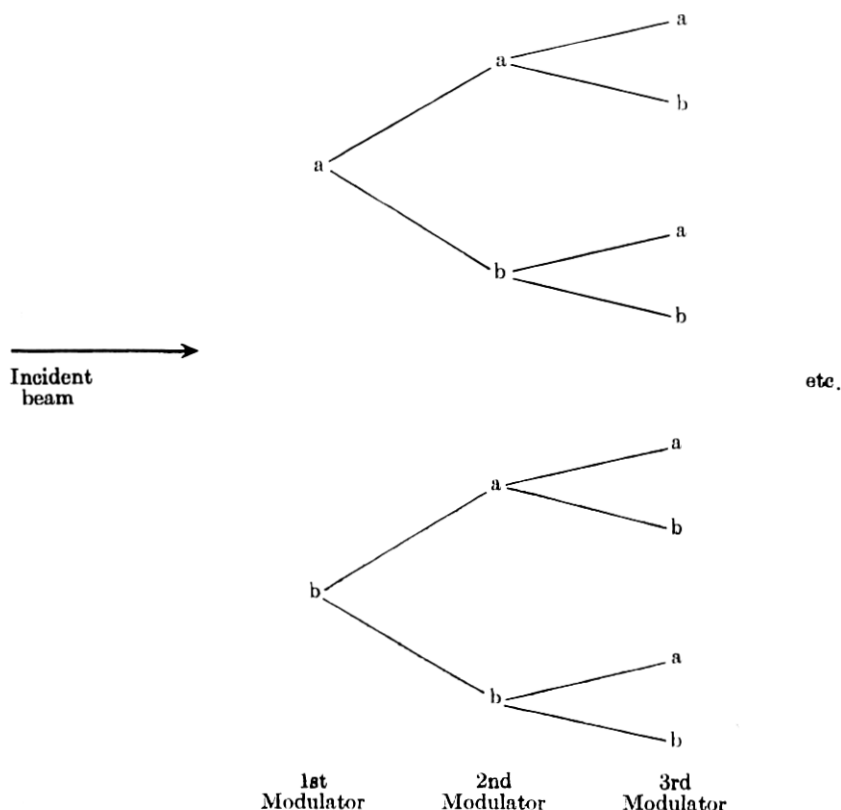 a
a
b
a
a
b
b
Incident
beam
etc.
a
a
b
b
a
b
b
1st
Modulator
2nd
Modulator
3rd
Modulator